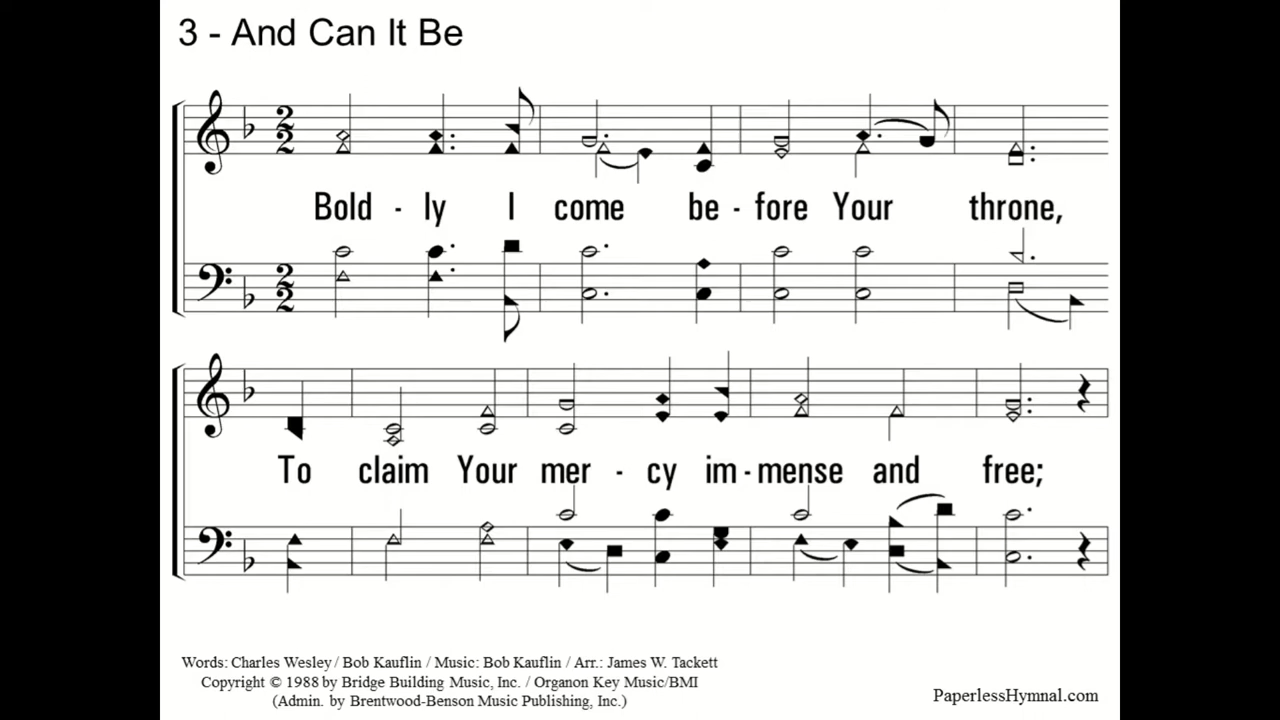 3 - And Can It Be
Bold - ly I come be - fore Your throne,
To claim Your mer - cy im - mense and free;
Words: Charles Wesley / Bob Kauflin / Music: Bob Kauflin / Arr.: James W. Tackett
Copyright © 1988 by Bridge Building Music, Inc. / Organon Key Music/BMI
(Admin. by Brentwood-Benson Music Publishing, Inc.)
PaperlessHymnal.com